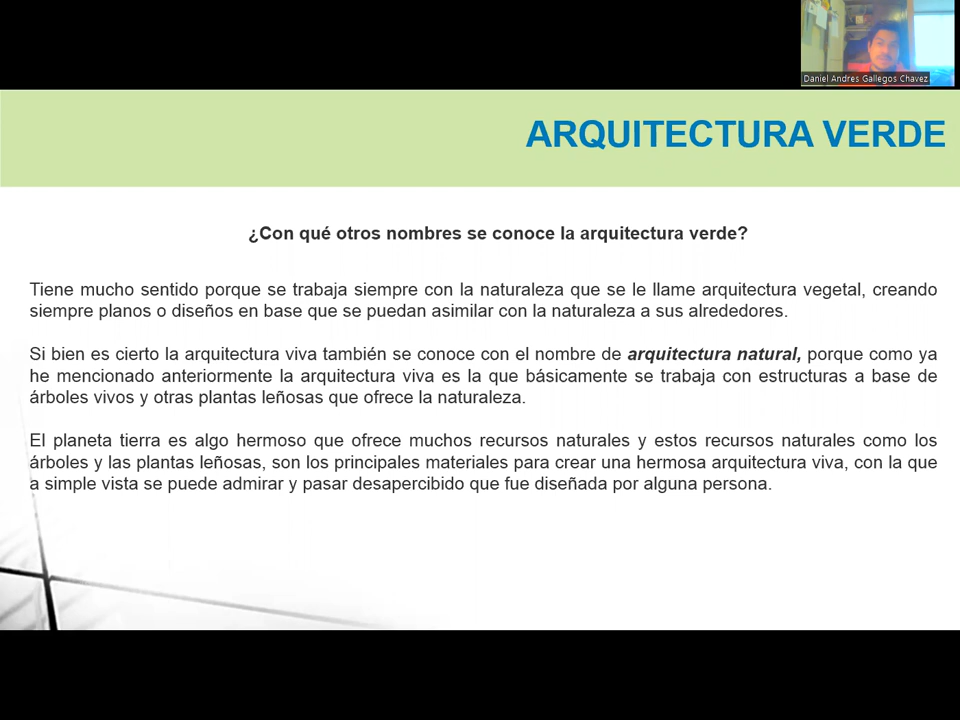 Daniel Andres Gallegos Chavez
ARQUITECTURA VERDE
¿Con qué otros nombres se conoce la arquitectura verde?
Tiene mucho sentido porque se trabaja siempre con la naturaleza que se le llame arquitectura vegetal, creando
siempre planos o diseños en base que se puedan asimilar con la naturaleza a sus alrededores.
Si bien es cierto la arquitectura viva también se conoce con el nombre de arquitectura natural, porque como ya
he mencionado anteriormente la arquitectura viva es la que básicamente se trabaja con estructuras a base de
árboles vivos y otras plantas leñosas que ofrece la naturaleza.
El planeta tierra es algo hermoso que ofrece muchos recursos naturales y estos recursos naturales como los
árboles y las plantas leñosas, son los principales materiales para crear una hermosa arquitectura viva, con la que
a simple vista se puede admirar y pasar desapercibido que fue diseñada por alguna persona.